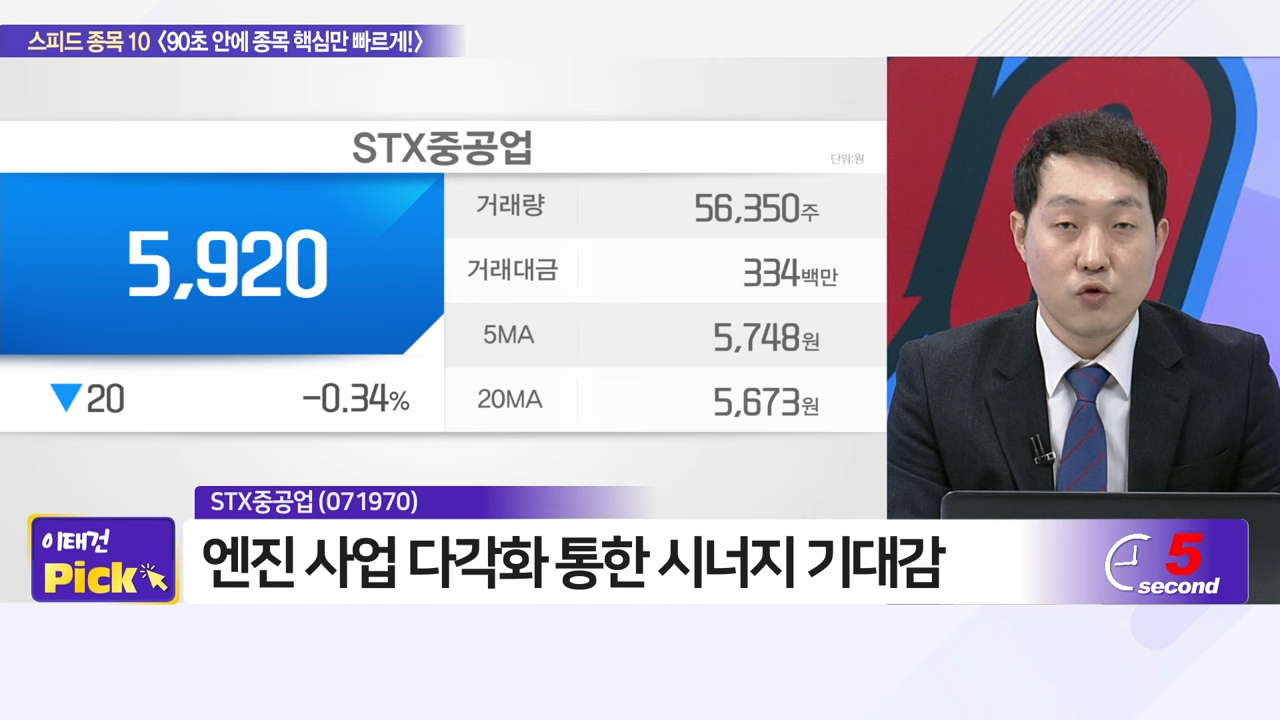 스피드 종목 10 <90초 안에 종목 핵심만 빠르게!>
STX중공업
단위:원
5,920
▼20 -0.34%
거래량 56,350주
거래대금 334백만
5MA 5,748원
20MA 5,673원
STX중공업 (071970)
이태건
Pick
엔진 사업 다각화 통한 시너지 기대감
5
second